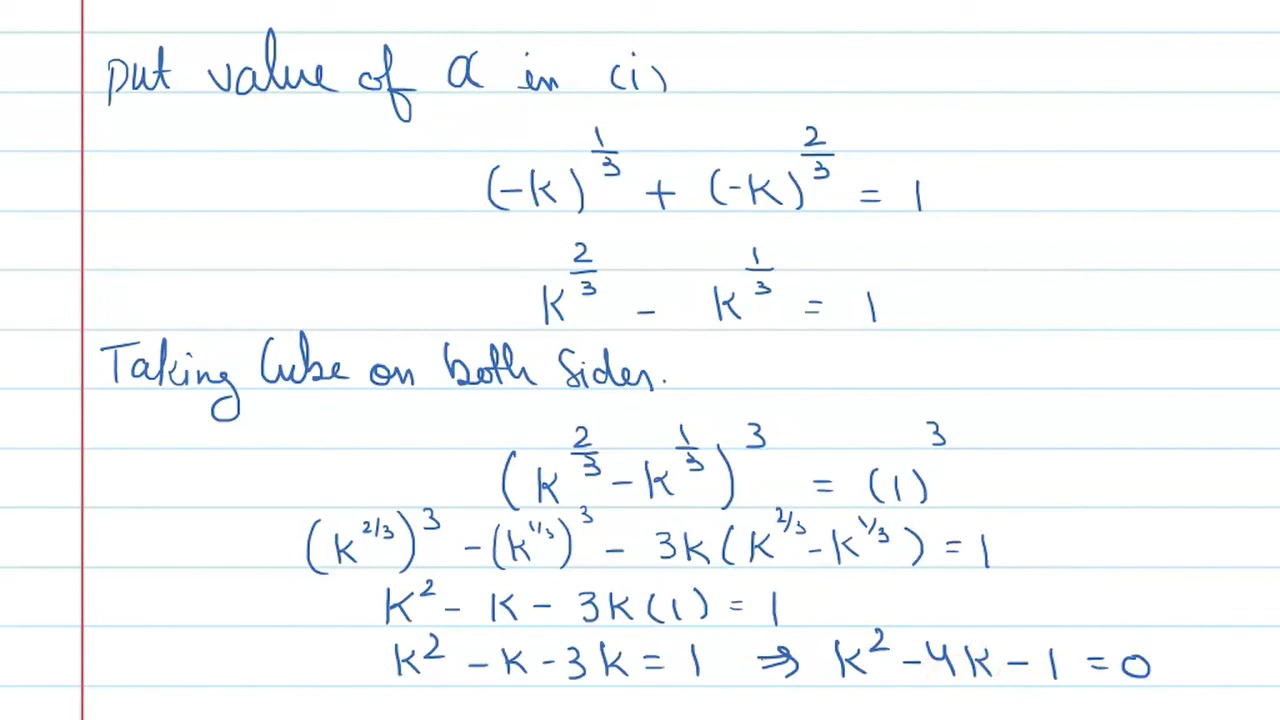 put value of α in (i)
(-k)^{1/3} + (-k)^{2/3} = 1
k^{2/3} - k^{1/3} = 1
Taking Cube on both Sides.
(k^{2/3} - k^{1/3})^3 = (1)^3
(k^{2/3})^3 - (k^{1/3})^3 - 3k(k^{2/3} - k^{1/3}) = 1
k^2 - k - 3k(1) = 1
k^2 - k - 3k = 1 ⇒ k^2 - 4k - 1 = 0